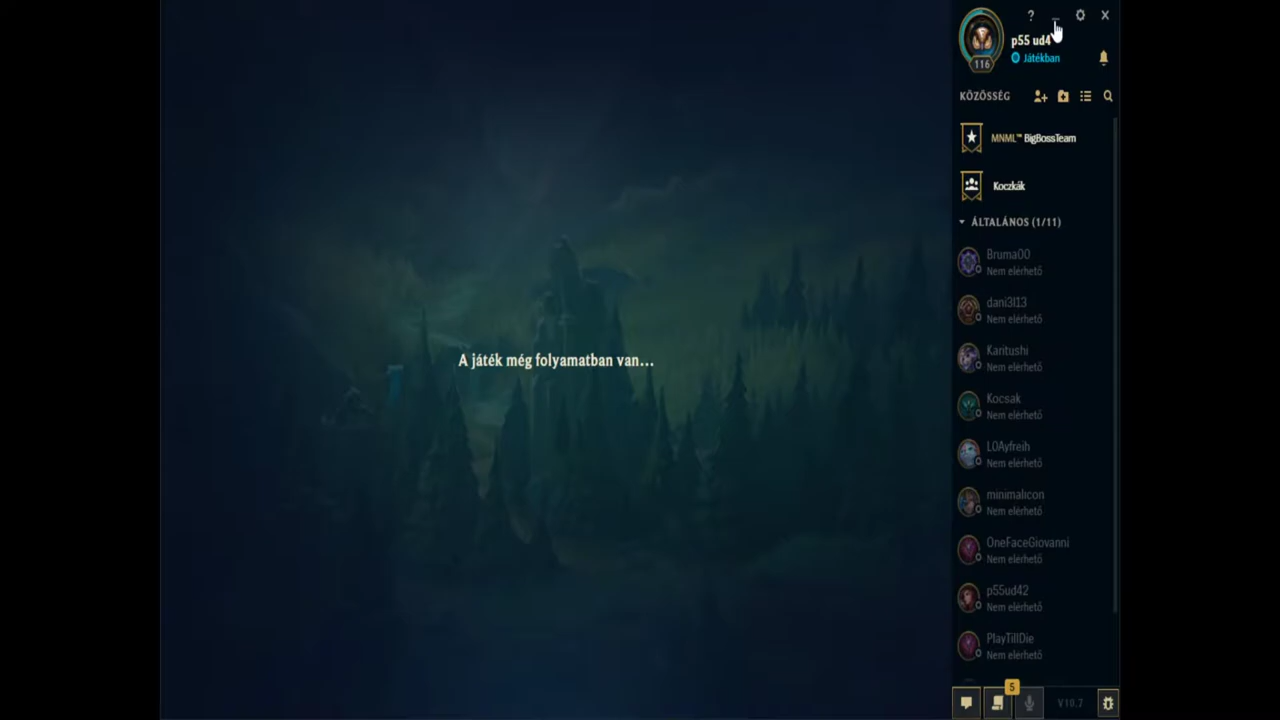 ?
p55 ud4
116
Játékban
KÖZÖSSÉG
MNML™ BigBossTeam
Koczkák
ÁLTALÁNOS (1/11)
Bruma00
Nem elérhető
dani3l13
Nem elérhető
A játék még folyamatban van...
Karitushi
Nem elérhető
Kocsak
Nem elérhető
L0Ayfreih
Nem elérhető
minimalicon
Nem elérhető
OneFaceGiovanni
Nem elérhető
p55ud42
Nem elérhető
PlayTillDie
Nem elérhető
5
V10.7